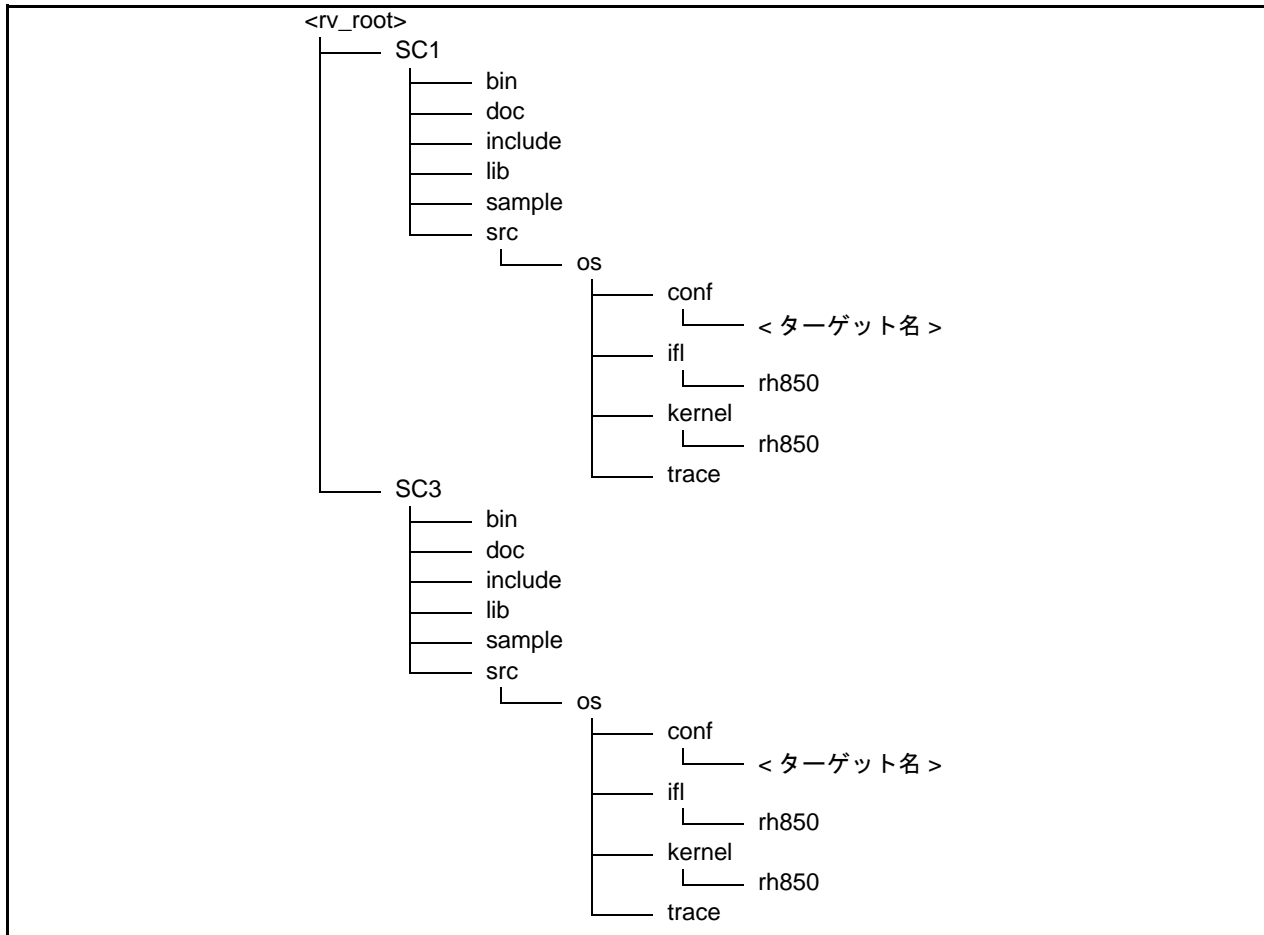 <rv_root>
SC1
bin
doc
include
lib
sample
src
os
conf
< ターゲット名 >
ifl
rh850
kernel
rh850
trace
SC3
bin
doc
include
lib
sample
src
os
conf
< ターゲット名 >
ifl
rh850
kernel
rh850
trace